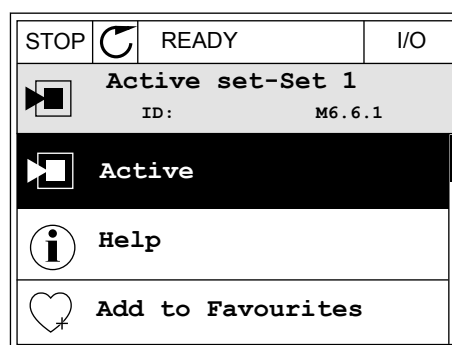 STOP READY I/O
Active set-Set 1
ID: M6.6.1
Active
Help
Add to Favourites